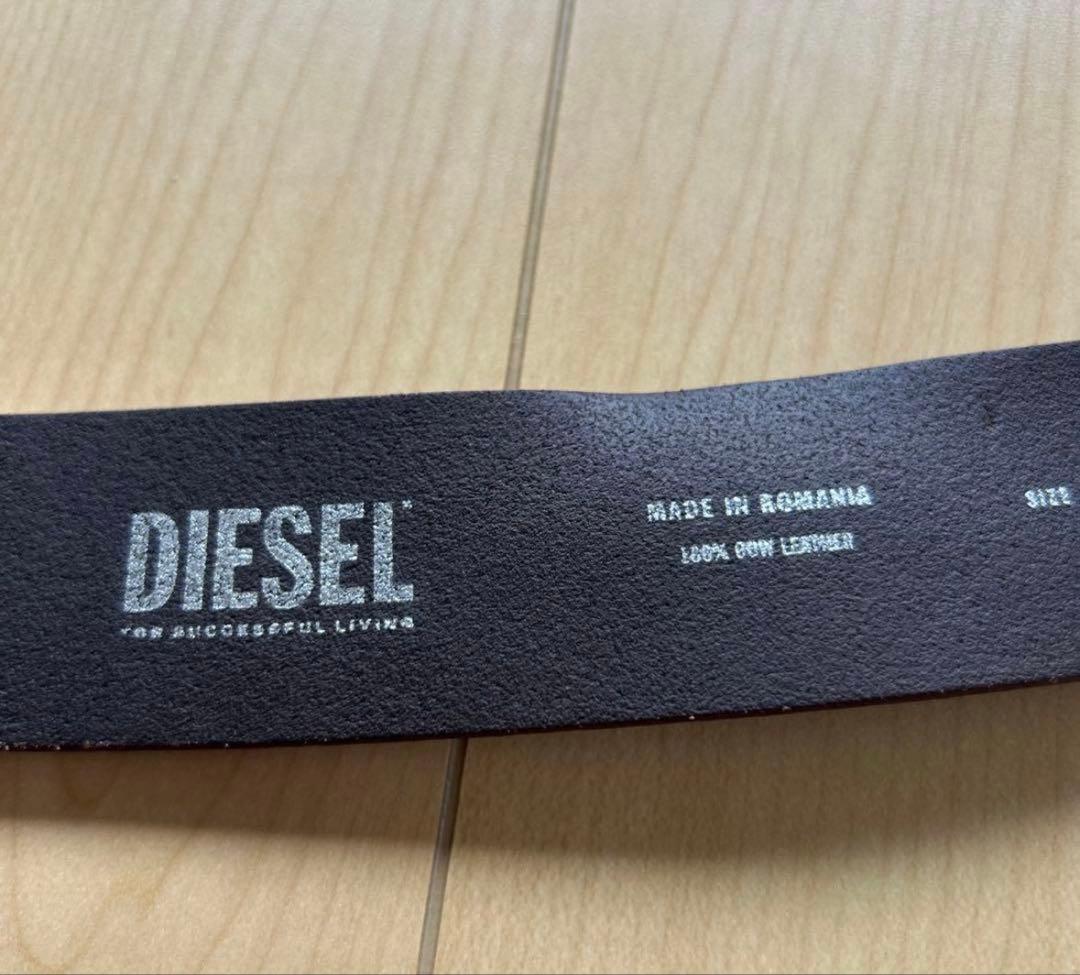 DIESEL
FOR SUCCESSFUL LIVING
MADE IN ROMANIA
100% COW LEATHER
SIZE